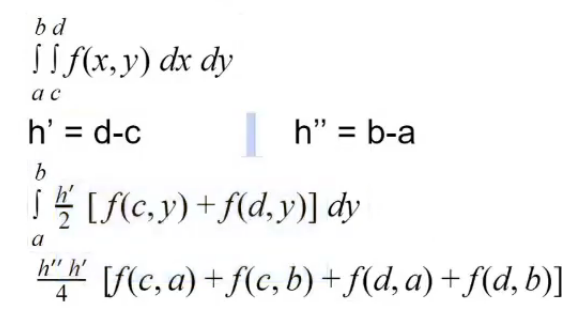 b d
∫ ∫ f(x, y) dx dy
a c
h' = d-c h” = b-a
b
∫ h'/2 [ f(c, y) + f(d, y)] dy
a
h'' h'/4 [f(c, a) + f(c, b) + f(d, a) + f(d, b)]